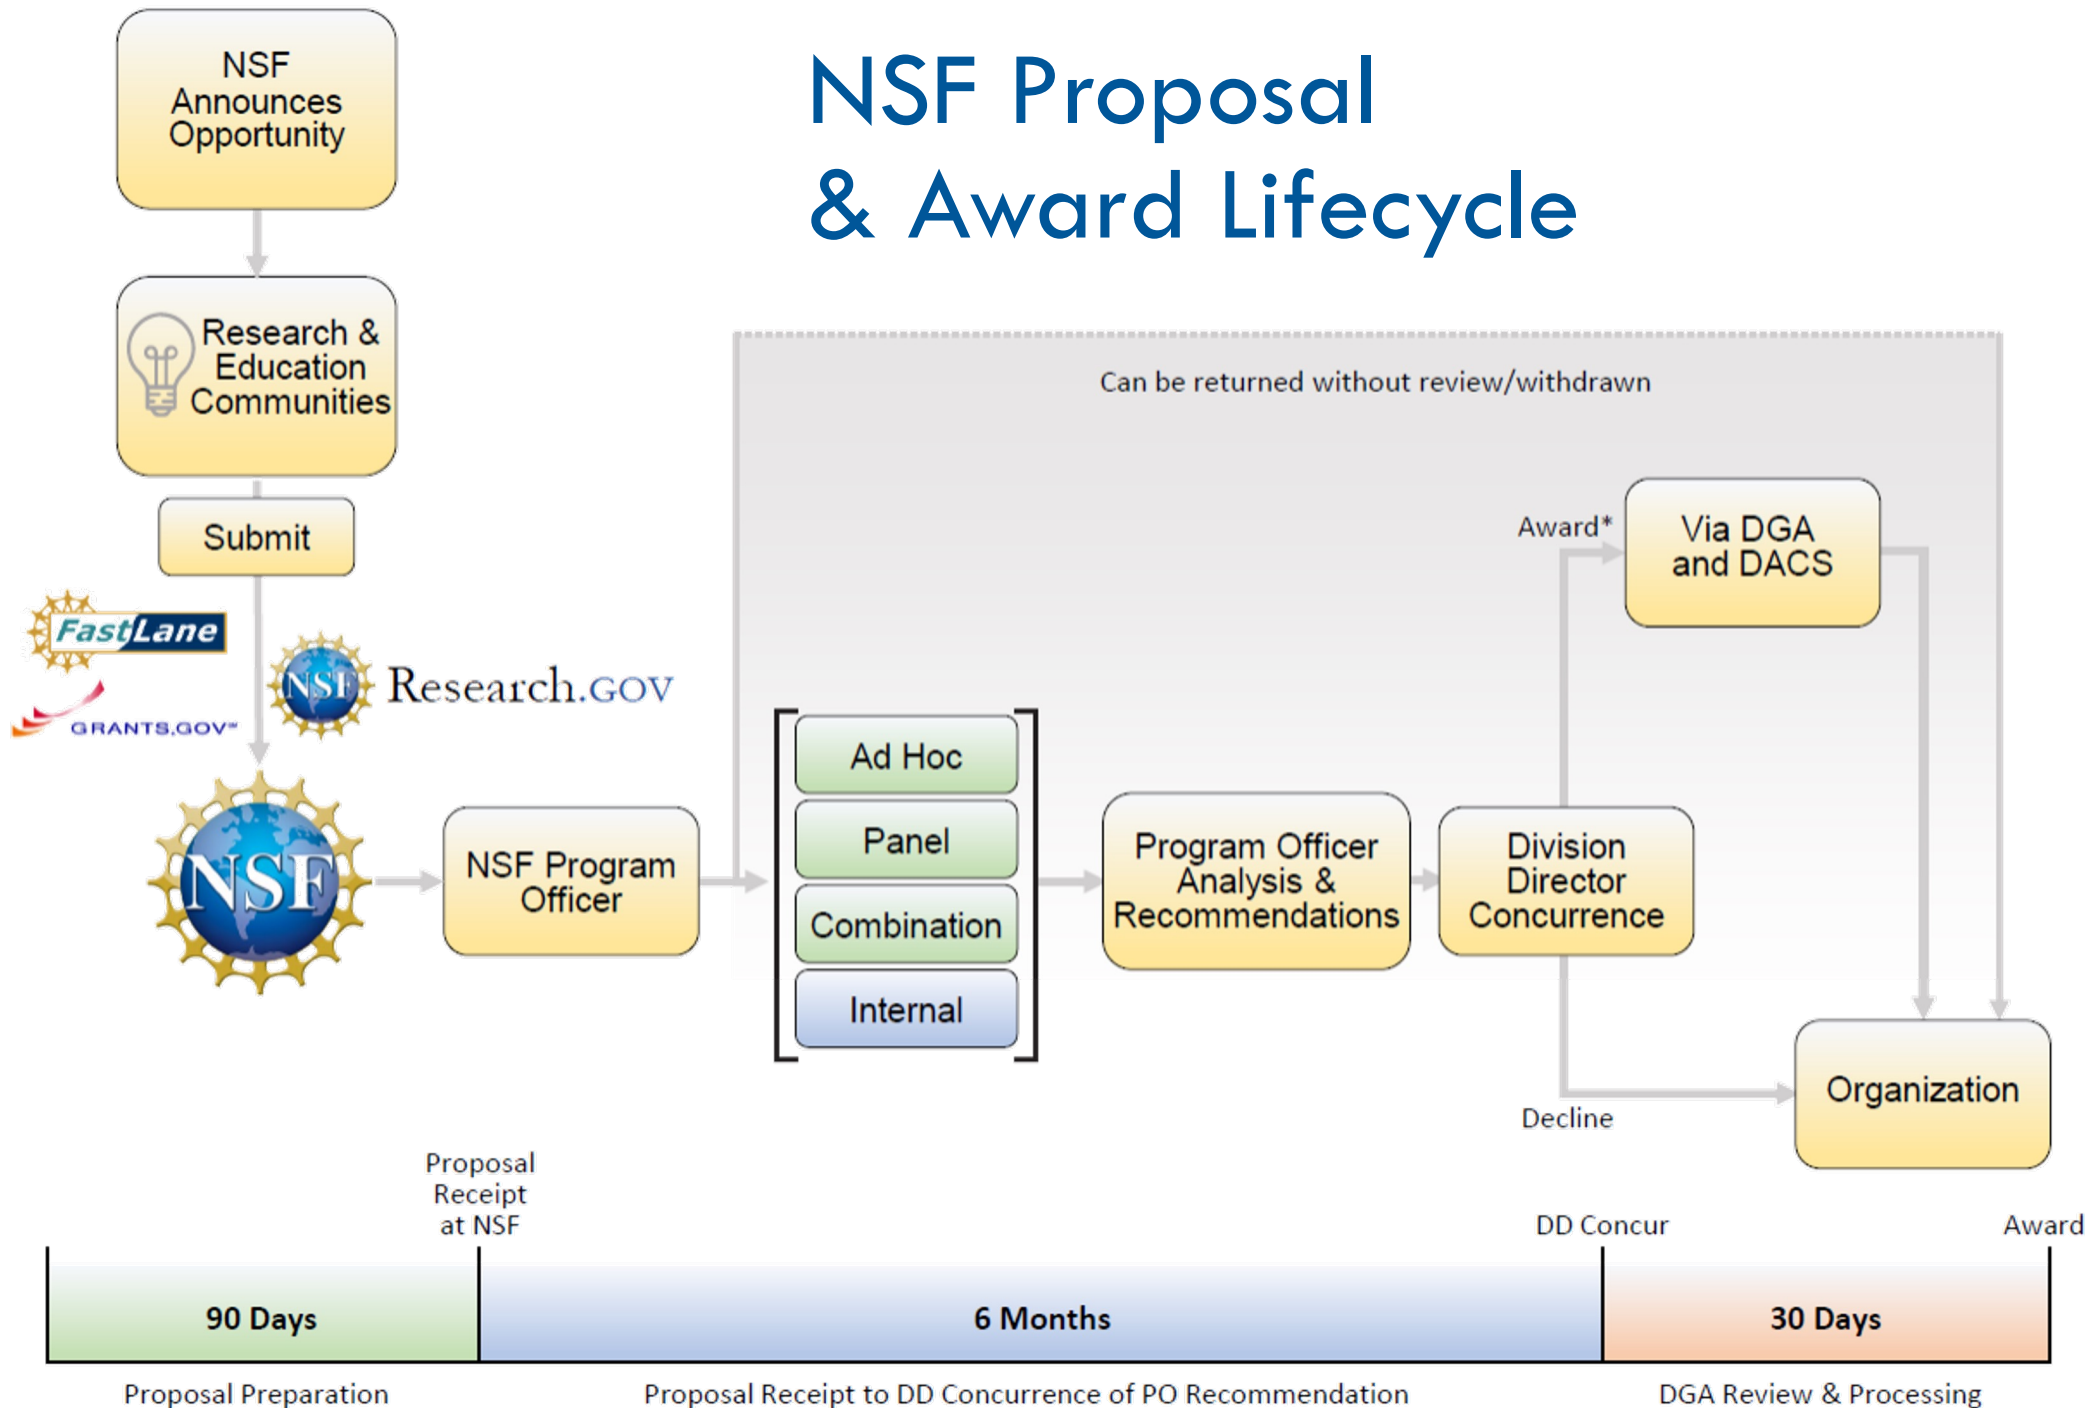 NSF Proposal
& Award Lifecycle
NSF
Announces
Opportunity
Research &
Education
Communities
Submit
FastLane
GRANTS.GOV℠
NSF
Research.GOV
NSF
NSF Program
Officer
Can be returned without review/withdrawn
Ad Hoc
Panel
Combination
Internal
Program Officer
Analysis &
Recommendations
Division
Director
Concurrence
Award*
Via DGA
and DACS
Decline
Organization
Proposal
Receipt
at NSF
DD Concur
Award
90 Days
6 Months
30 Days
Proposal Preparation
Proposal Receipt to DD Concurrence of PO Recommendation
DGA Review & Processing